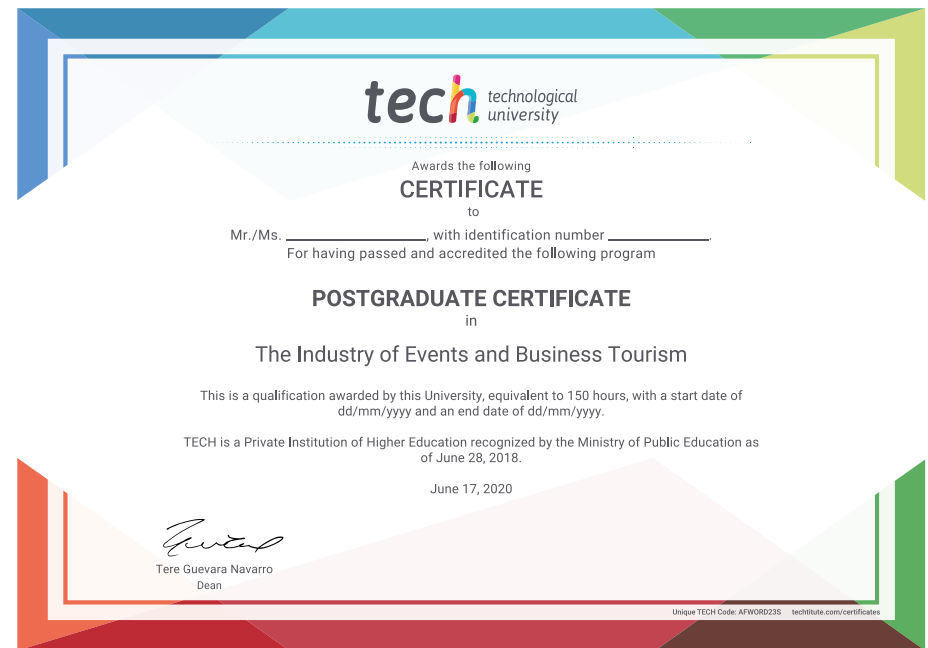 tech technological
university
Awards the following
CERTIFICATE
to
Mr./Ms. ____________, with identification number ____________.
For having passed and accredited the following program
POSTGRADUATE CERTIFICATE
in
The Industry of Events and Business Tourism
This is a qualification awarded by this University, equivalent to 150 hours, with a start date of
dd/mm/yyyy and an end date of dd/mm/yyyy.
TECH is a Private Institution of Higher Education recognized by the Ministry of Public Education as
of June 28, 2018.
June 17, 2020
Tere Guevara Navarro
Dean
Unique TECH Code: AFWORD23S techtitute.com/certificates